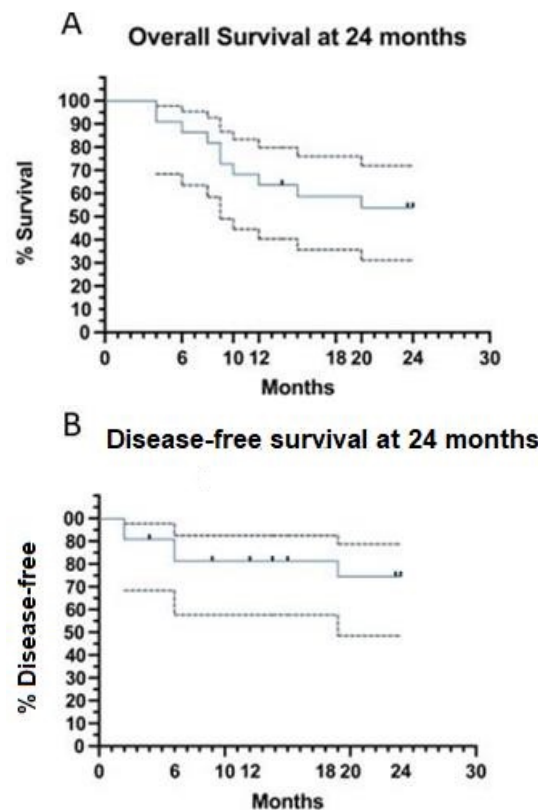 A
Overall Survival at 24 months
% Survival
100
90
80
70
60
50
40
30
20
10
0
0 6 10 12 18 20 24 30
Months
B
Disease-free survival at 24 months
% Disease-free
00
80
80
70
60
50
40
30
20
10
0
0 6 10 12 18 20 24 30
Months